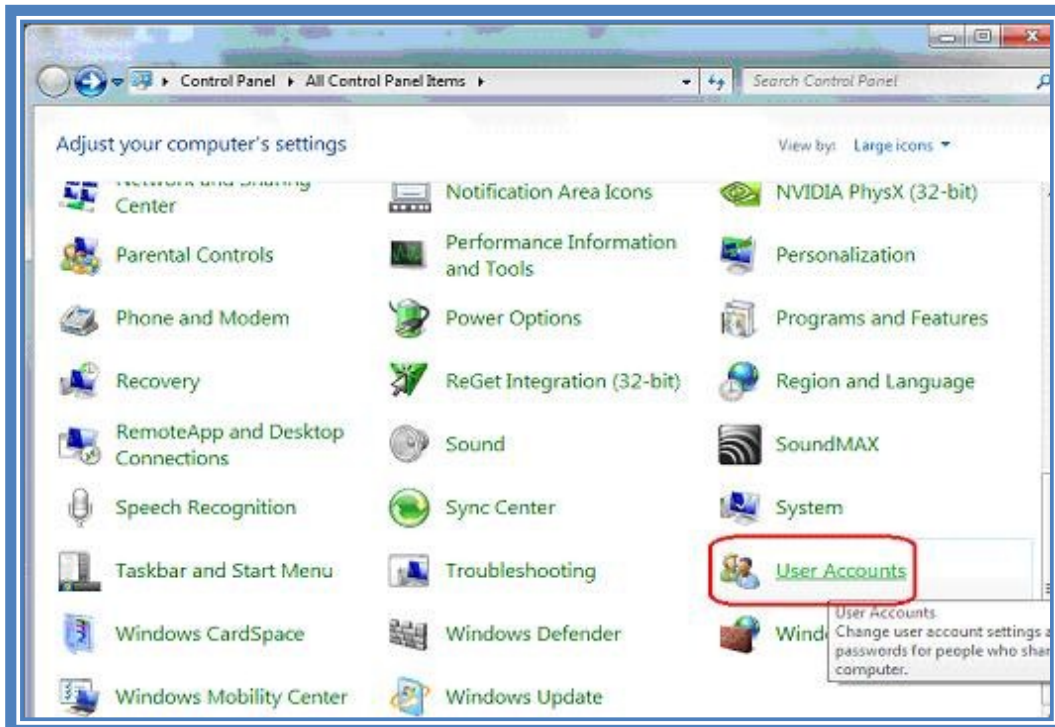 Control Panel ▸ All Control Panel Items ▸
Search Control Panel
Adjust your computer's settings
View by: Large icons
Network and Sharing
Center
Notification Area Icons
NVIDIA PhysX (32-bit)
Parental Controls
Performance Information
and Tools
Personalization
Phone and Modem
Power Options
Programs and Features
Recovery
ReGet Integration (32-bit)
Region and Language
RemoteApp and Desktop
Connections
Sound
SoundMAX
Speech Recognition
Sync Center
System
Taskbar and Start Menu
Troubleshooting
User Accounts
User Accounts
Change user account settings a
passwords for people who shar
computer.
Windows CardSpace
Windows Defender
Wind
Windows Mobility Center
Windows Update